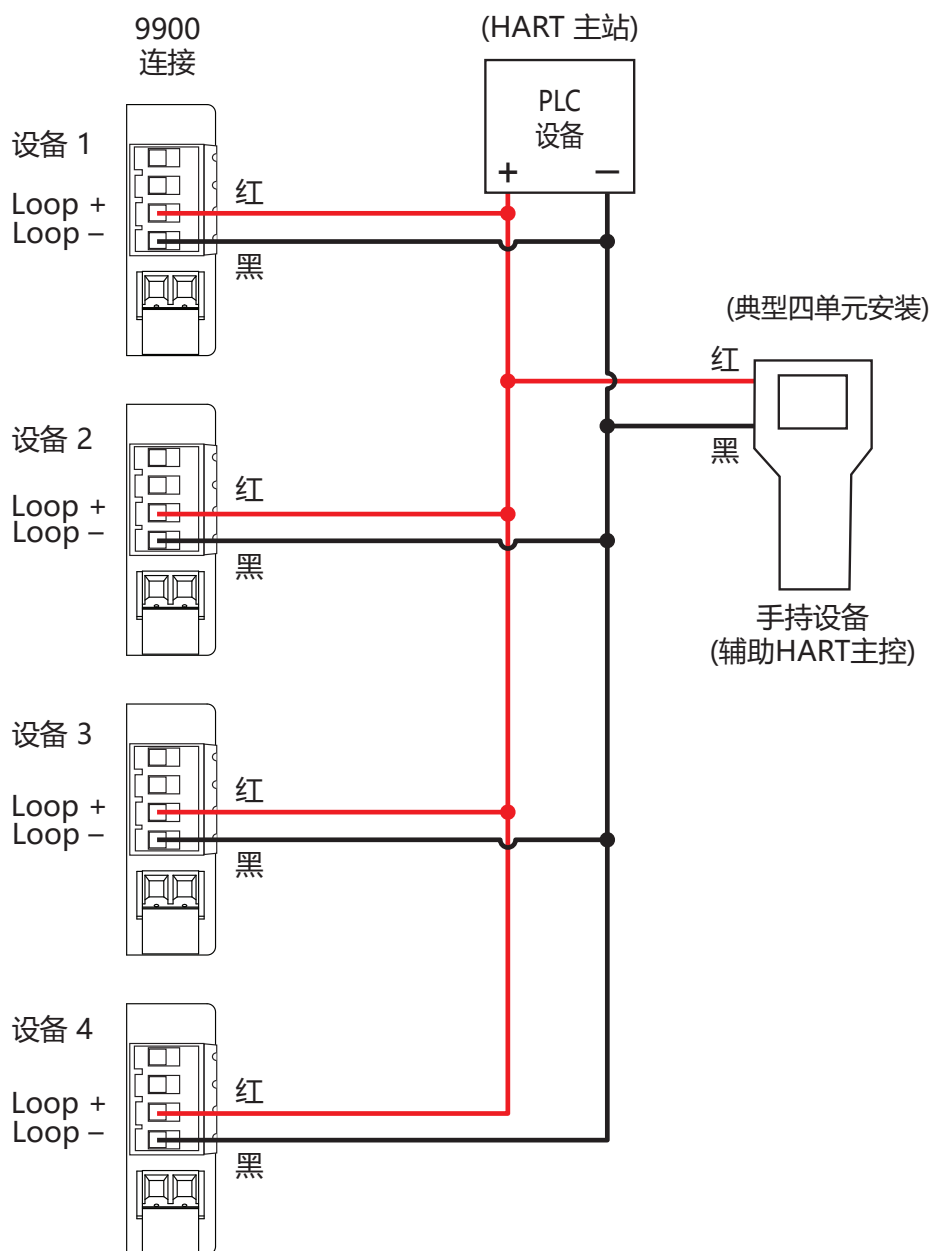 9900
连接
(HART 主站)
PLC
设备
+
−
设备 1
Loop +
Loop –
红
黑
(典型四单元安装)
红
黑
手持设备
(辅助HART主控)
设备 2
Loop +
Loop –
红
黑
设备 3
Loop +
Loop –
红
黑
设备 4
Loop +
Loop –
红
黑